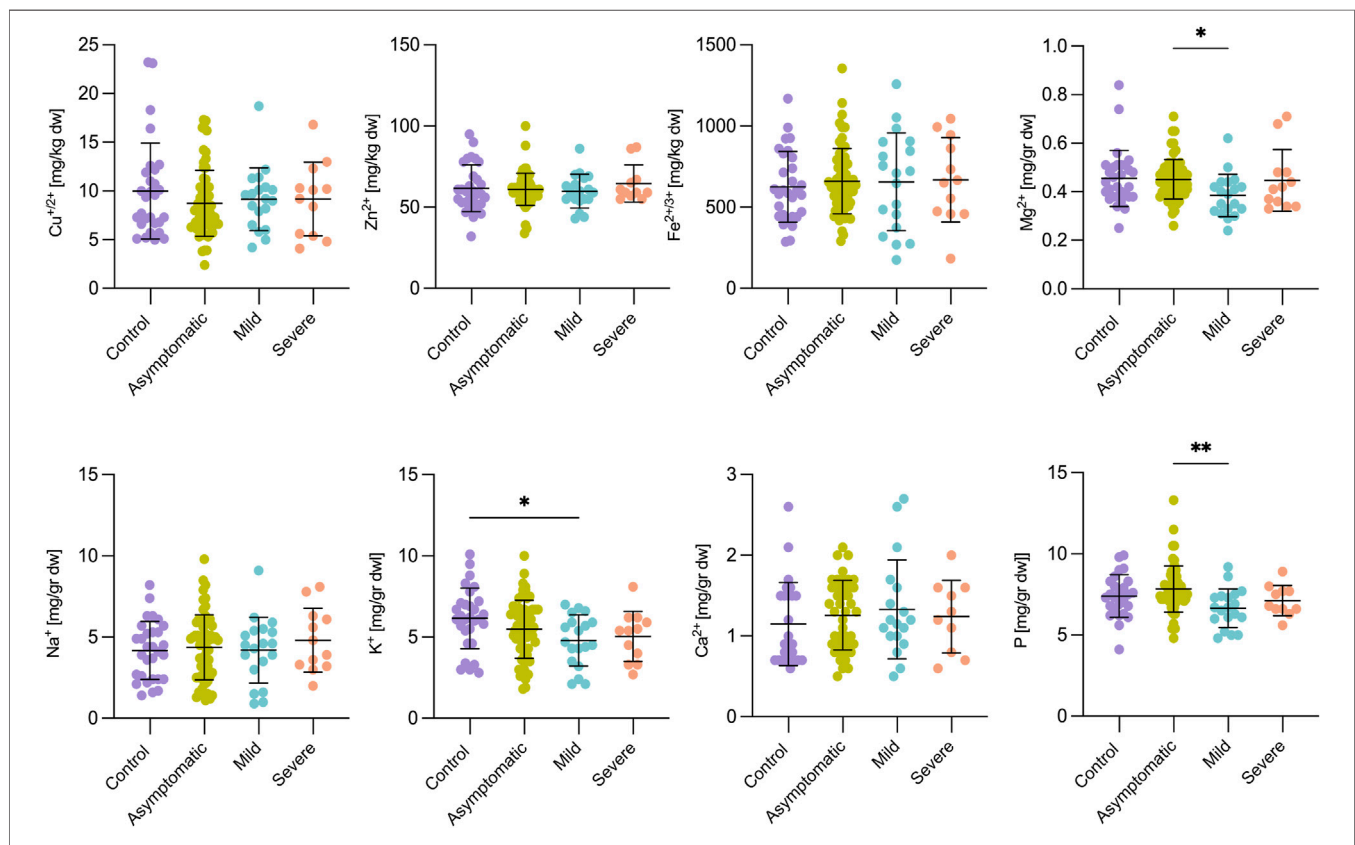 Cu⁺/²⁺ [mg/kg dw]
25
20
15
10
5
0
Control
Asymptomatic
Mild
Severe
Zn²⁺ [mg/kg dw]
150
100
50
0
Control
Asymptomatic
Mild
Severe
Fe²⁺/³⁺ [mg/kg dw]
1500
1000
500
0
Control
Asymptomatic
Mild
Severe
Mg²⁺ [mg/gr dw]
1.0
0.8
0.6
0.4
0.2
0.0
*
Control
Asymptomatic
Mild
Severe
Na⁺ [mg/gr dw]
15
10
5
0
Control
Asymptomatic
Mild
Severe
K⁺ [mg/gr dwl]
15
10
5
0
*
Control
Asymptomatic
Mild
Severe
Ca²⁺ [mg/gr dw]
3
2
1
0
Control
Asymptomatic
Mild
Severe
P [mg/gr dw]]
15
10
5
0
**
Control
Asymptomatic
Mild
Severe